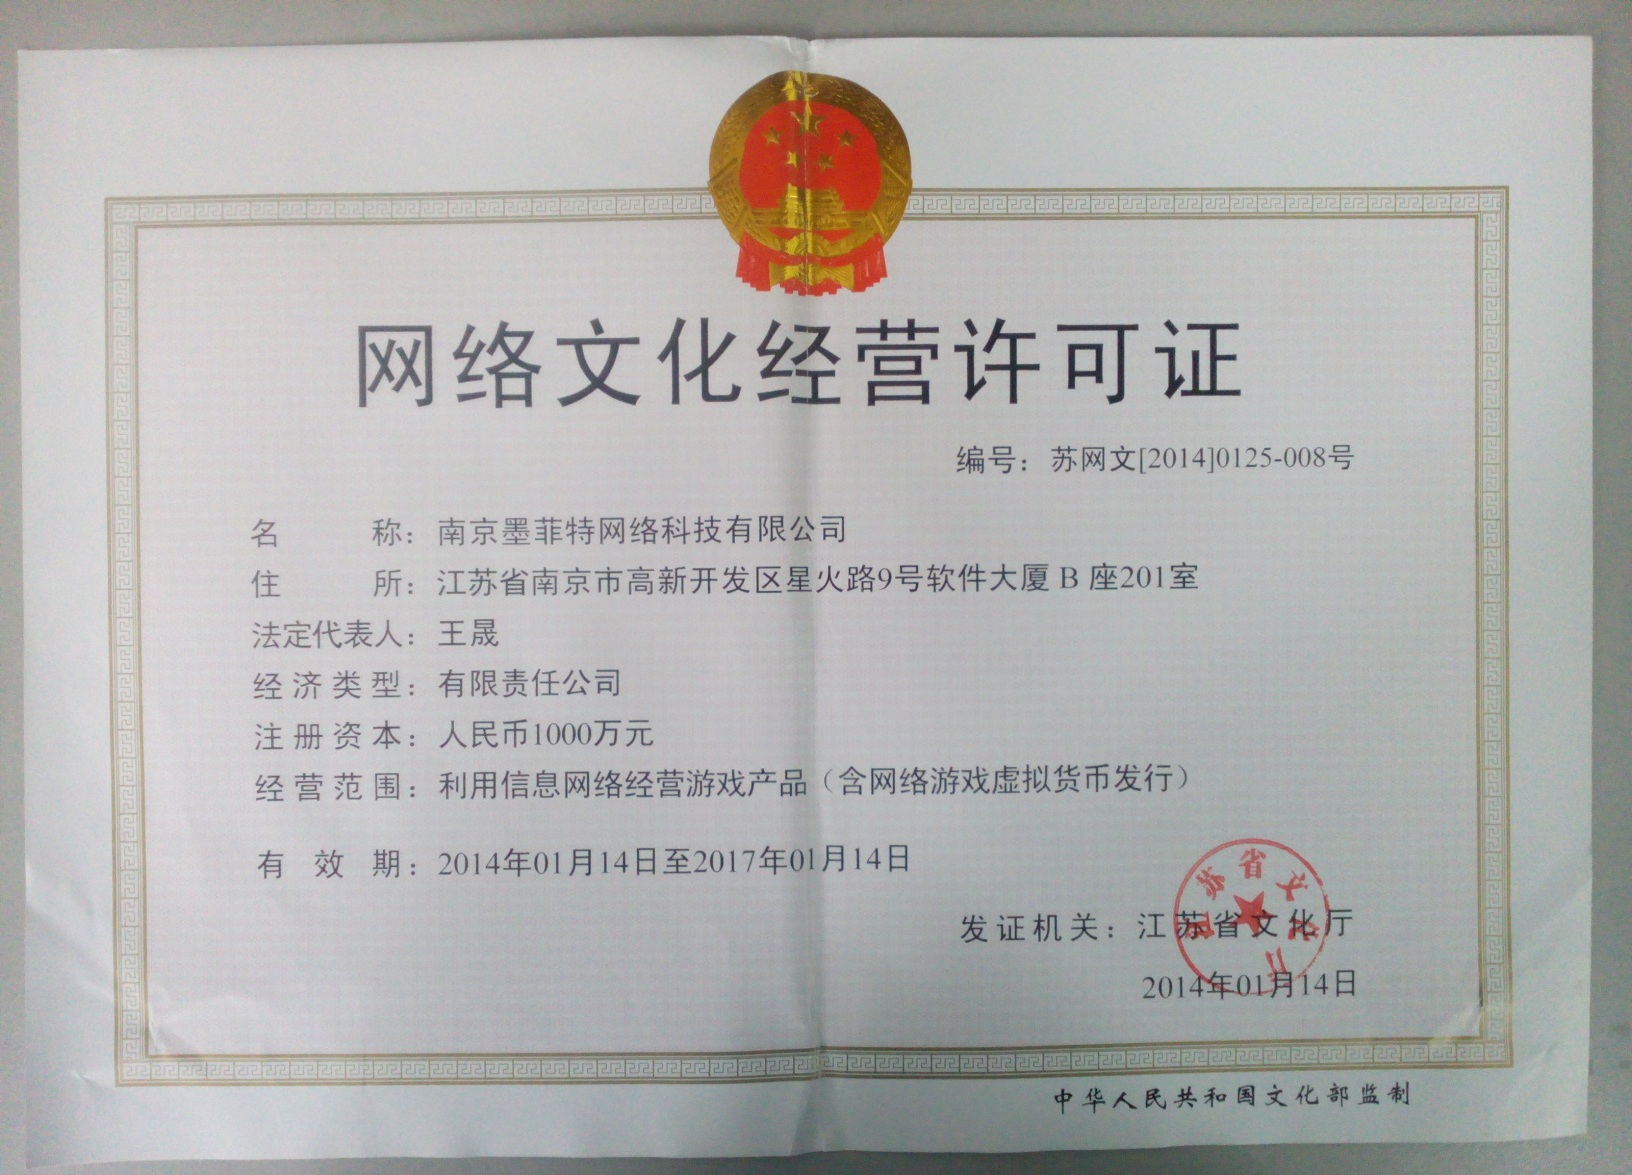 网络文化经营许可证
编号：苏网文[2014]0125-008号
名称：南京墨菲特网络科技有限公司
住所：江苏省南京市高新开发区星火路9号软件大厦 B 座201室
法定代表人：王晟
经济类型：有限责任公司
注册资本：人民币1000万元
经营范围：利用信息网络经营游戏产品（含网络游戏虚拟货币发行）
有效期：2014年01月14日至2017年01月14日
发证机关：江苏省文化厅
江苏省文化厅
2014年01月14日
中华人民共和国文化部监制